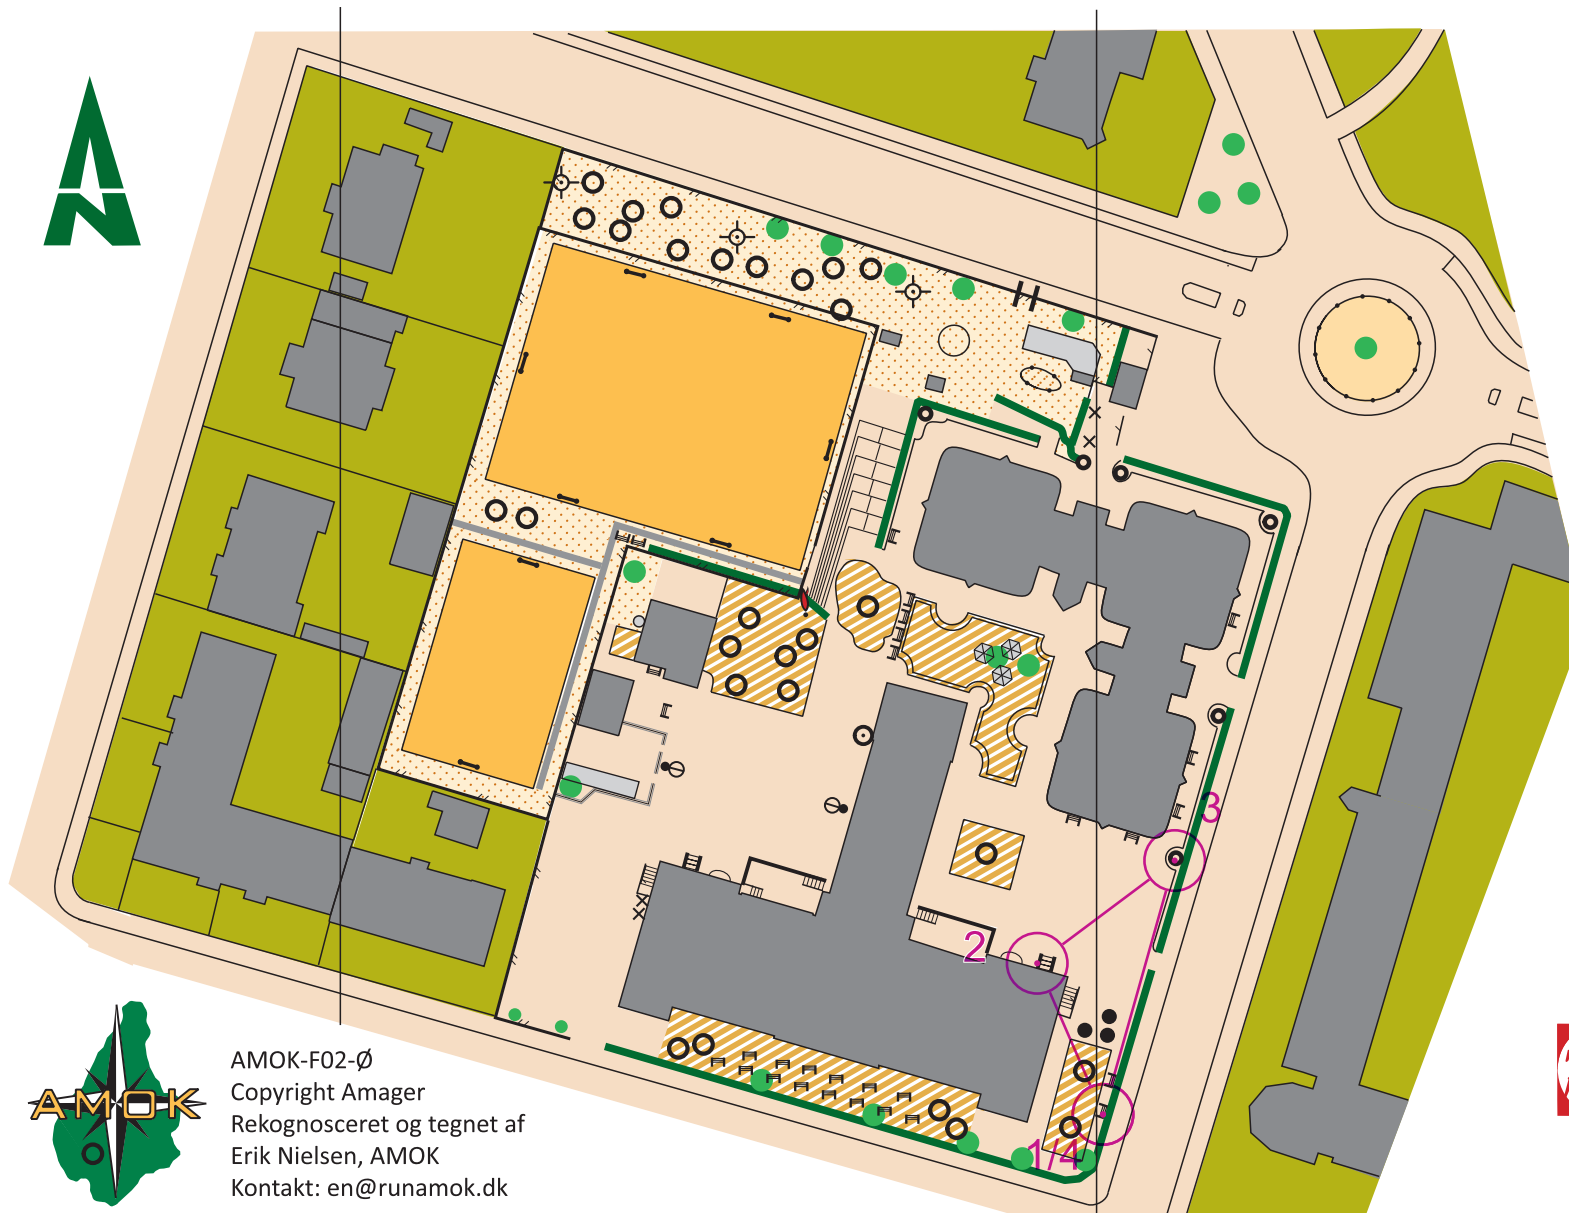 3
2
1/4
AMOK
AMOK-F02-Ø
Copyright Amager
Rekognosceret og tegnet af
Erik Nielsen, AMOK
Kontakt: en@runamok.dk